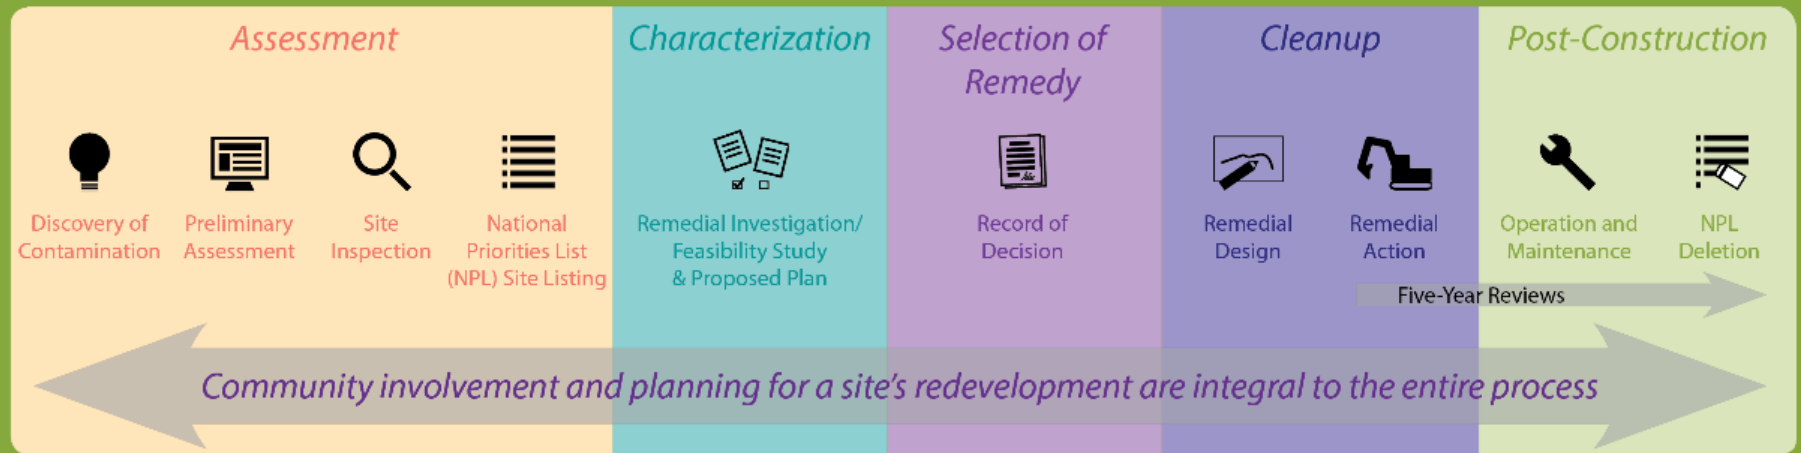 Assessment
Discovery of
Contamination
Preliminary
Assessment
Site
Inspection
National
Priorities List
(NPL) Site Listing
Characterization
Remedial Investigation/
Feasibility Study
& Proposed Plan
Selection of
Remedy
Record of
Decision
Cleanup
Remedial
Design
Remedial
Action
Post-Construction
Operation and
Maintenance
NPL
Deletion
Five-Year Reviews
Community involvement and planning for a site's redevelopment are integral to the entire process